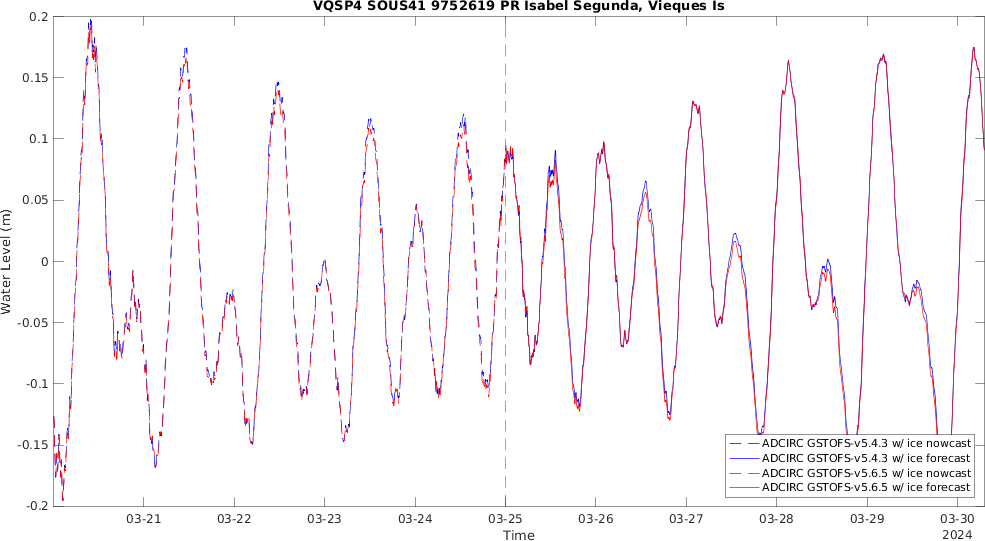 VQSP4 SOUS41 9752619 PR Isabel Segunda, Vieques Is
0.2
0.15
0.1
0.05
0
-0.05
-0.1
-0.15
-0.2
Water Level (m)
03-21 03-22 03-23 03-24 03-25 03-26 03-27 03-28 03-29 03-30
2024
Time
ADCIRC GSTOFS-v5.4.3 w/ ice nowcast
ADCIRC GSTOFS-v5.4.3 w/ ice forecast
ADCIRC GSTOFS-v5.6.5 w/ ice nowcast
ADCIRC GSTOFS-v5.6.5 w/ ice forecast